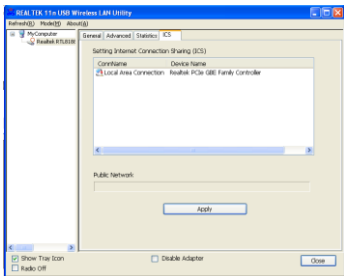 REALTEK 11n USB Wireless LAN Utility
Refresh(R) Mode(M) About(A)
MyComputer
Realtek RTL819
General Advanced Statistics ICS
Setting Internet Connection Sharing (ICS)
ConnName Device Name
Local Area Connection Realtek PCIe GBE Family Controller
Public Network
Apply
Show Tray Icon
Disable Adapter
Radio Off
Close